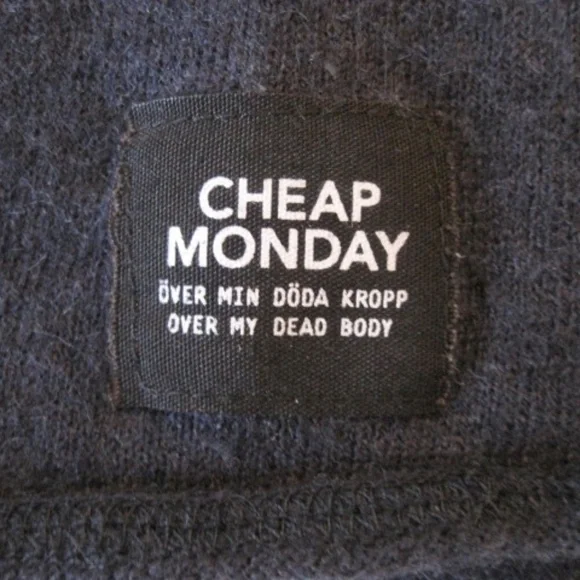 CHEAP
MONDAY
ÖVER MIN DÖDA KROPP
OVER MY DEAD BODY